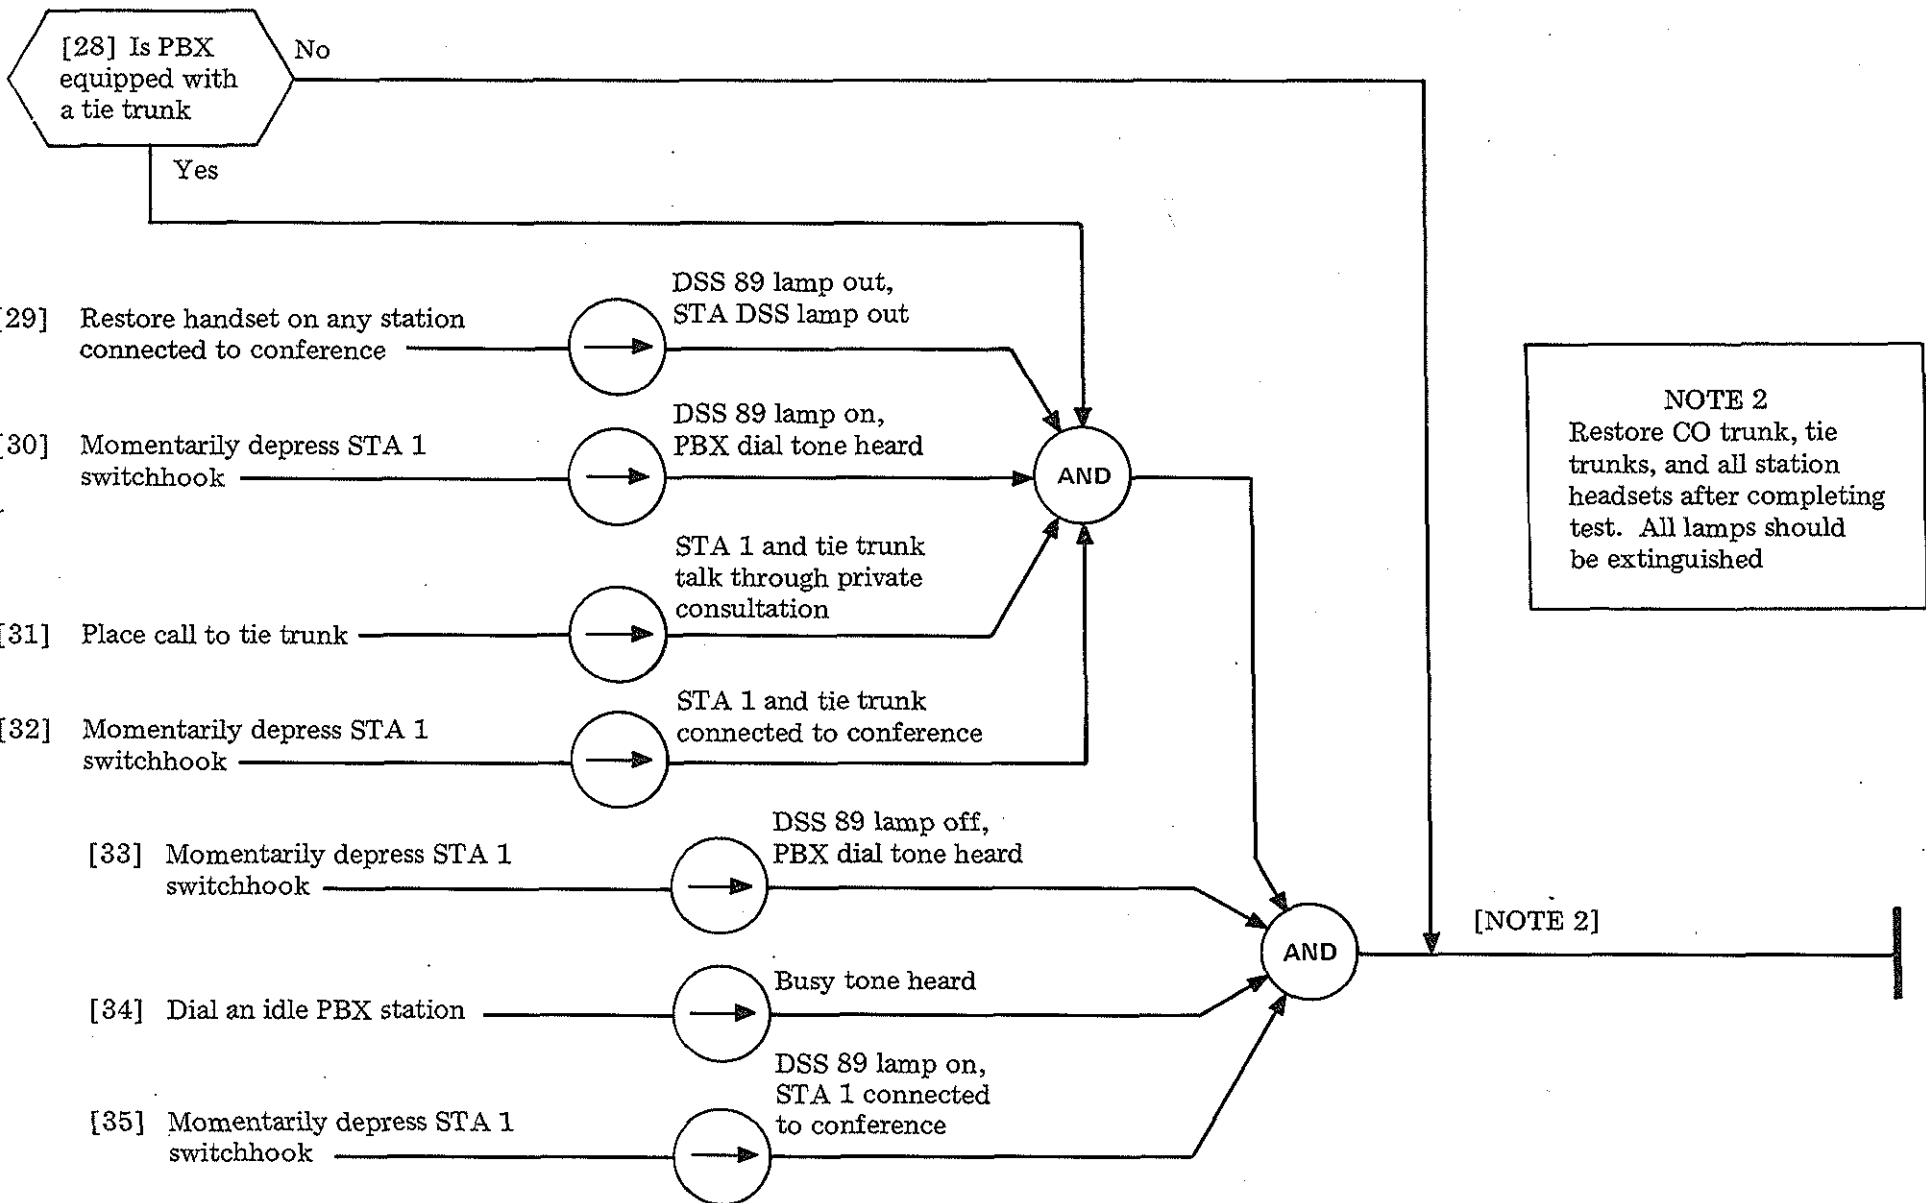 [28] Is PBX
equipped with
a tie trunk
No
Yes
[29] Restore handset on any station
connected to conference
DSS 89 lamp out,
STA DSS lamp out
[30] Momentarily depress STA 1
switchhook
DSS 89 lamp on,
PBX dial tone heard
AND
[31] Place call to tie trunk
STA 1 and tie trunk
talk through private
consultation
[32] Momentarily depress STA 1
switchhook
STA 1 and tie trunk
connected to conference
NOTE 2
Restore CO trunk, tie
trunks, and all station
headsets after completing
test. All lamps should
be extinguished
[33] Momentarily depress STA 1
switchhook
DSS 89 lamp off,
PBX dial tone heard
AND
[NOTE 2]
[34] Dial an idle PBX station
Busy tone heard
[35] Momentarily depress STA 1
switchhook
DSS 89 lamp on,
STA 1 connected
to conference